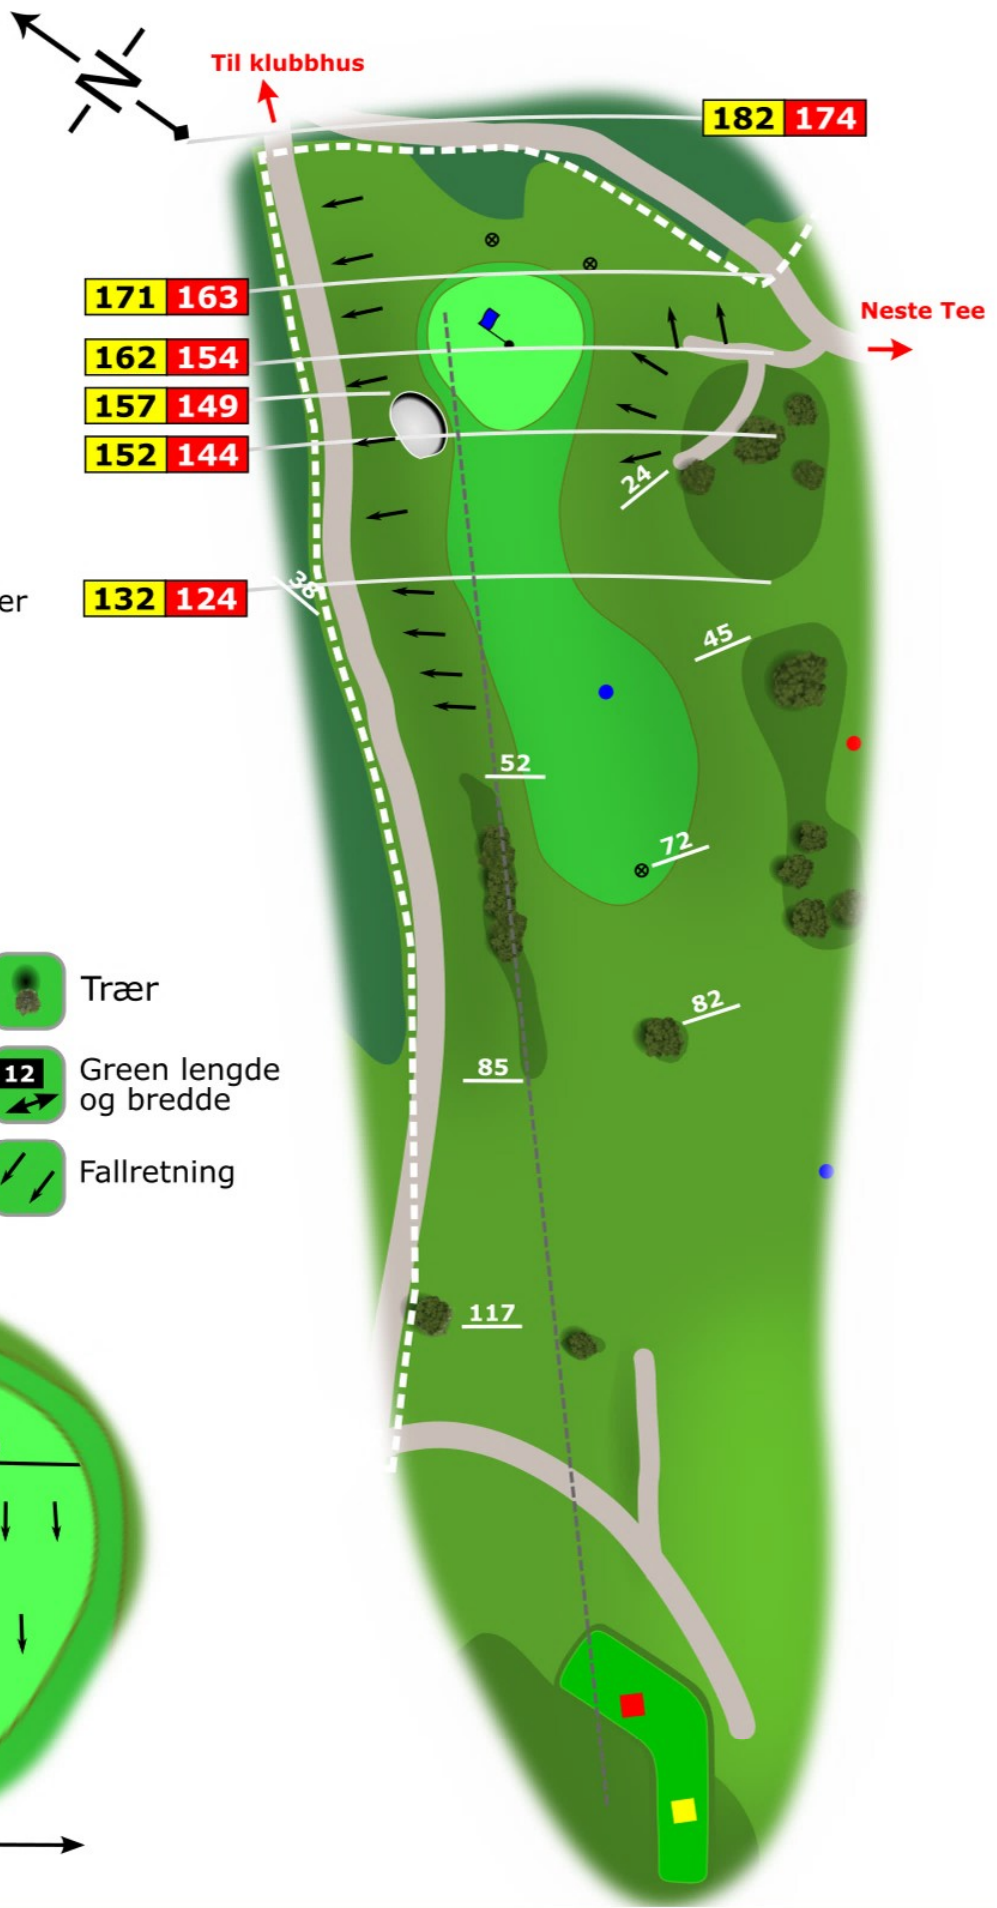 N
Til klubbhus
182 174
171 163
Neste Tee
162 154
157 149
152 144
24
38
132 124
er
45
52
72
Trær
82
12
Green lengde
og bredde
85
Fallretning
117